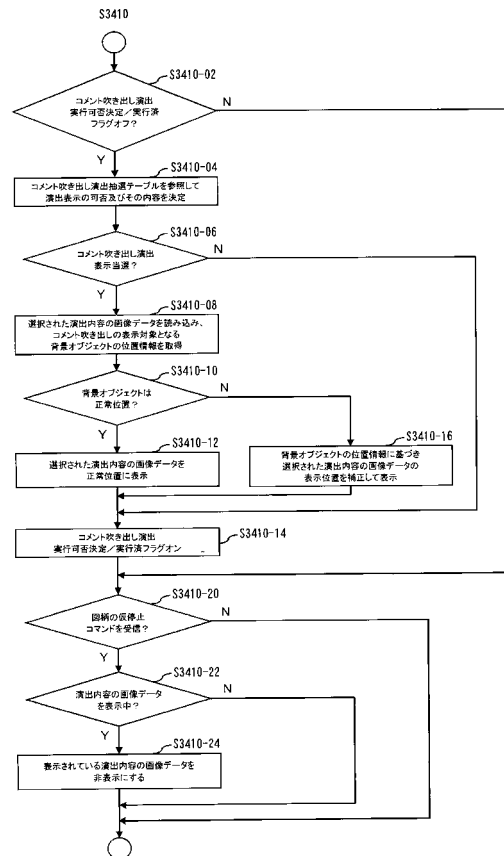 S3410
S3410-02
コメント吹き出し演出
実行可否決定/実行済
フラグオフ?
N
Y
S3410-04
コメント吹き出し演出抽選テーブルを参照して
演出表示の可否及びその内容を決定
S3410-06
コメント吹き出し演出
表示当選?
N
Y
S3410-08
選択された演出内容の画像データを読み込み、
コメント吹き出しの表示対象となる
背景オブジェクトの位置情報を取得
S3410-10
背景オブジェクトは
正常位置?
N
Y
S3410-12
選択された演出内容の画像データを
正常位置に表示
S3410-16
背景オブジェクトの位置情報に基づき
選択された演出内容の画像データの
表示位置を補正して表示
S3410-14
コメント吹き出し演出
実行可否決定/実行済フラグオン
S3410-20
図柄の仮停止
コマンドを受信?
N
Y
S3410-22
演出内容の画像データ
を表示中?
N
Y
S3410-24
表示されている演出内容の画像データを
非表示にする